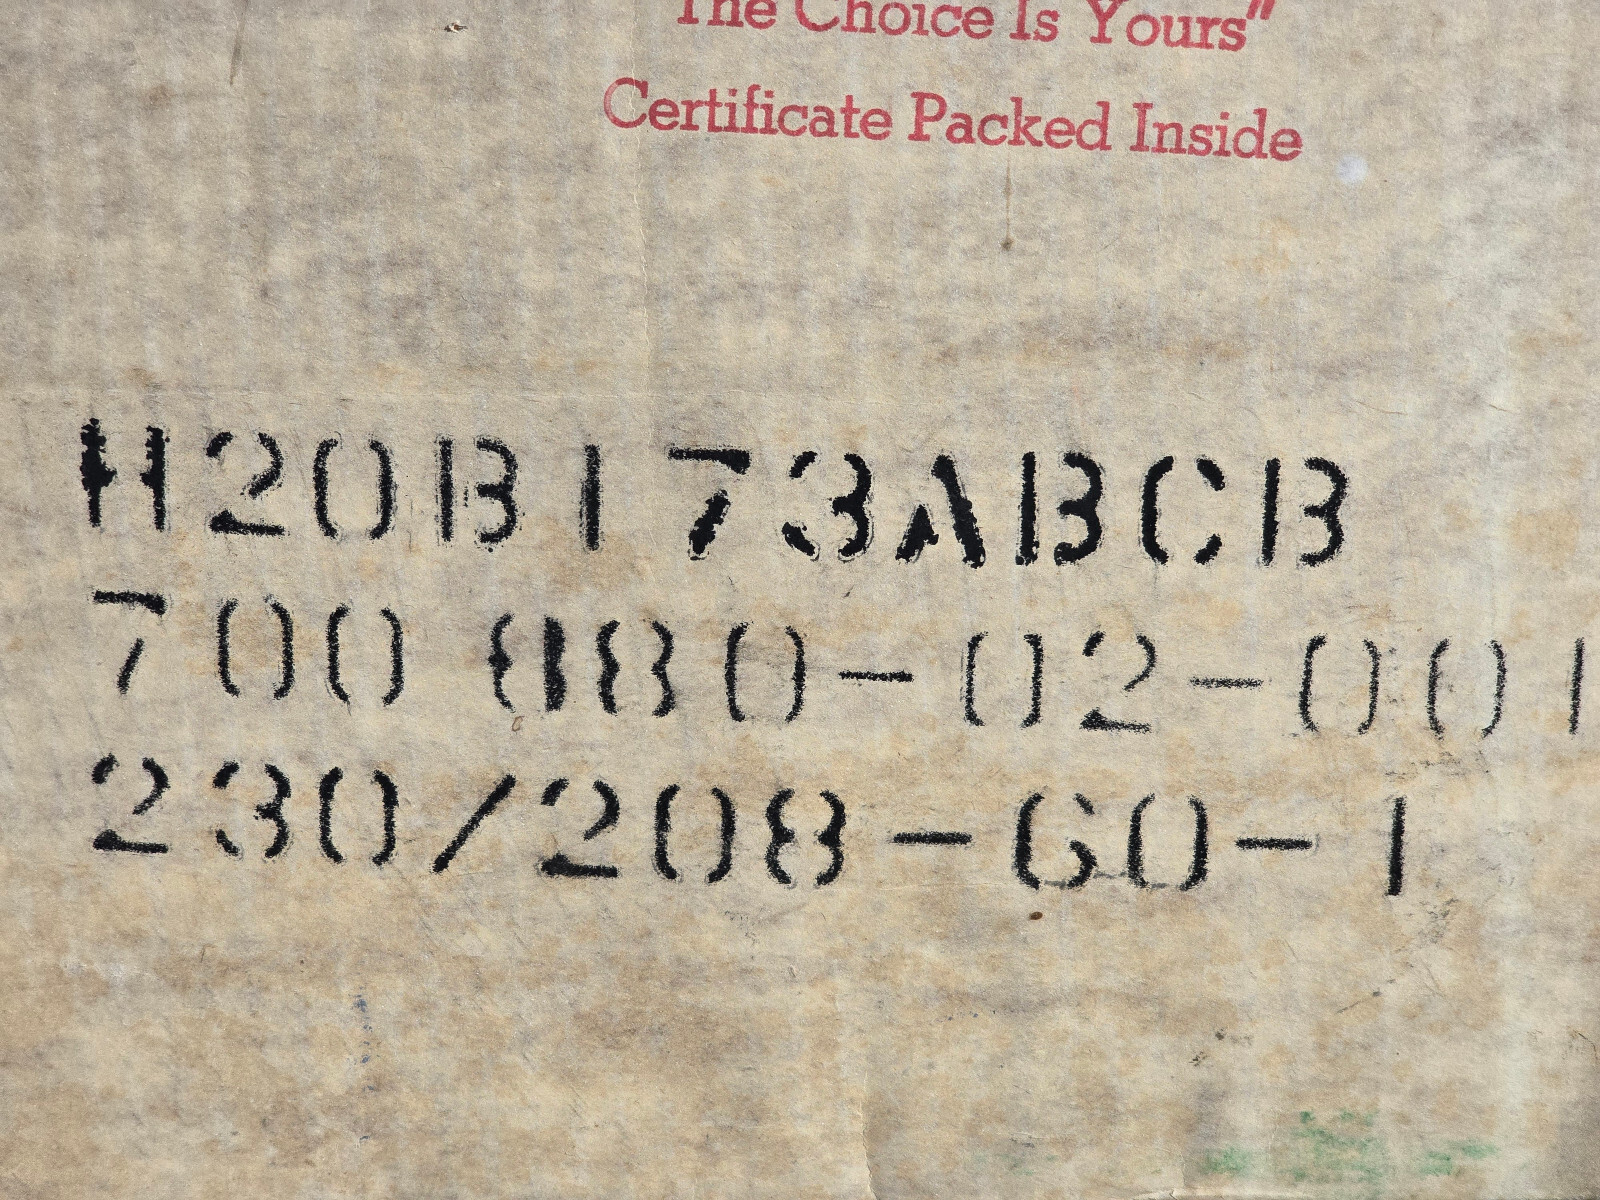 The Choice Is Yours"
Certificate Packed Inside
H20B173ABCB
700 880-02-001
230/208-60-1